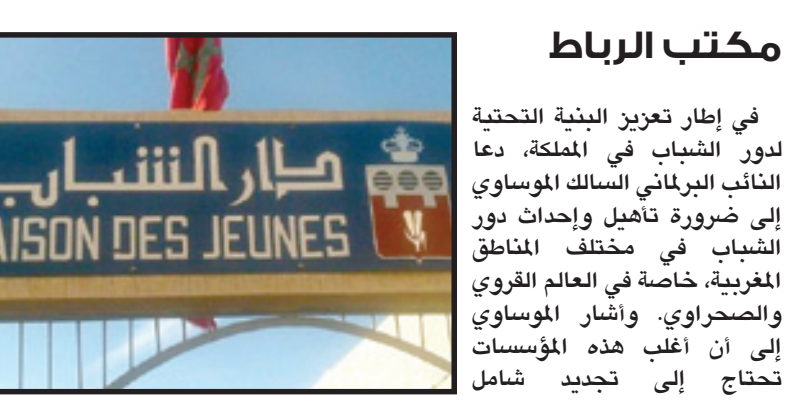 مكتب الرباط
في إطار تعزيز البنية التحتية
لدور الشباب في المملكة، دعا
النائب البرلماني السالك الموساوي
إلى ضرورة تأهيل وإحداث دور
الشباب في مختلف المناطق
المغربية، خاصة في العالم القروي
والصحراوي. وأشار الموساوي
إلى أن أغلب هذه المؤسسات
تحتاج إلى تجديد شامل
دار الشباب
AISON DES JEUNES